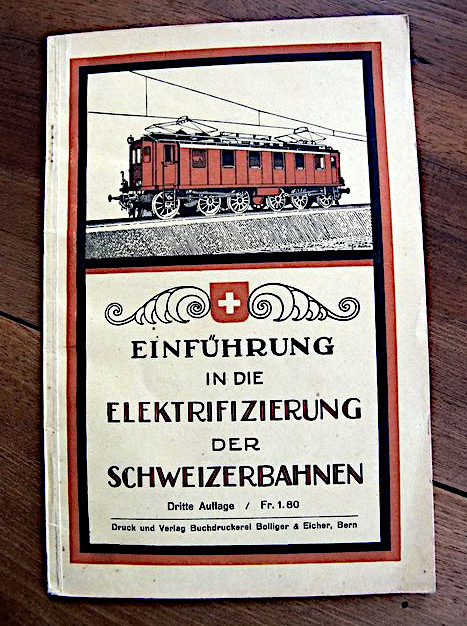 EINFÜHRUNG
IN DIE
ELEKTRIFIZIERUNG
DER
SCHWEIZERBAHNEN
Dritte Auflage / Fr. 1.80
Druck und Verlag Buchdruckerei Bolliger & Eicher, Bern